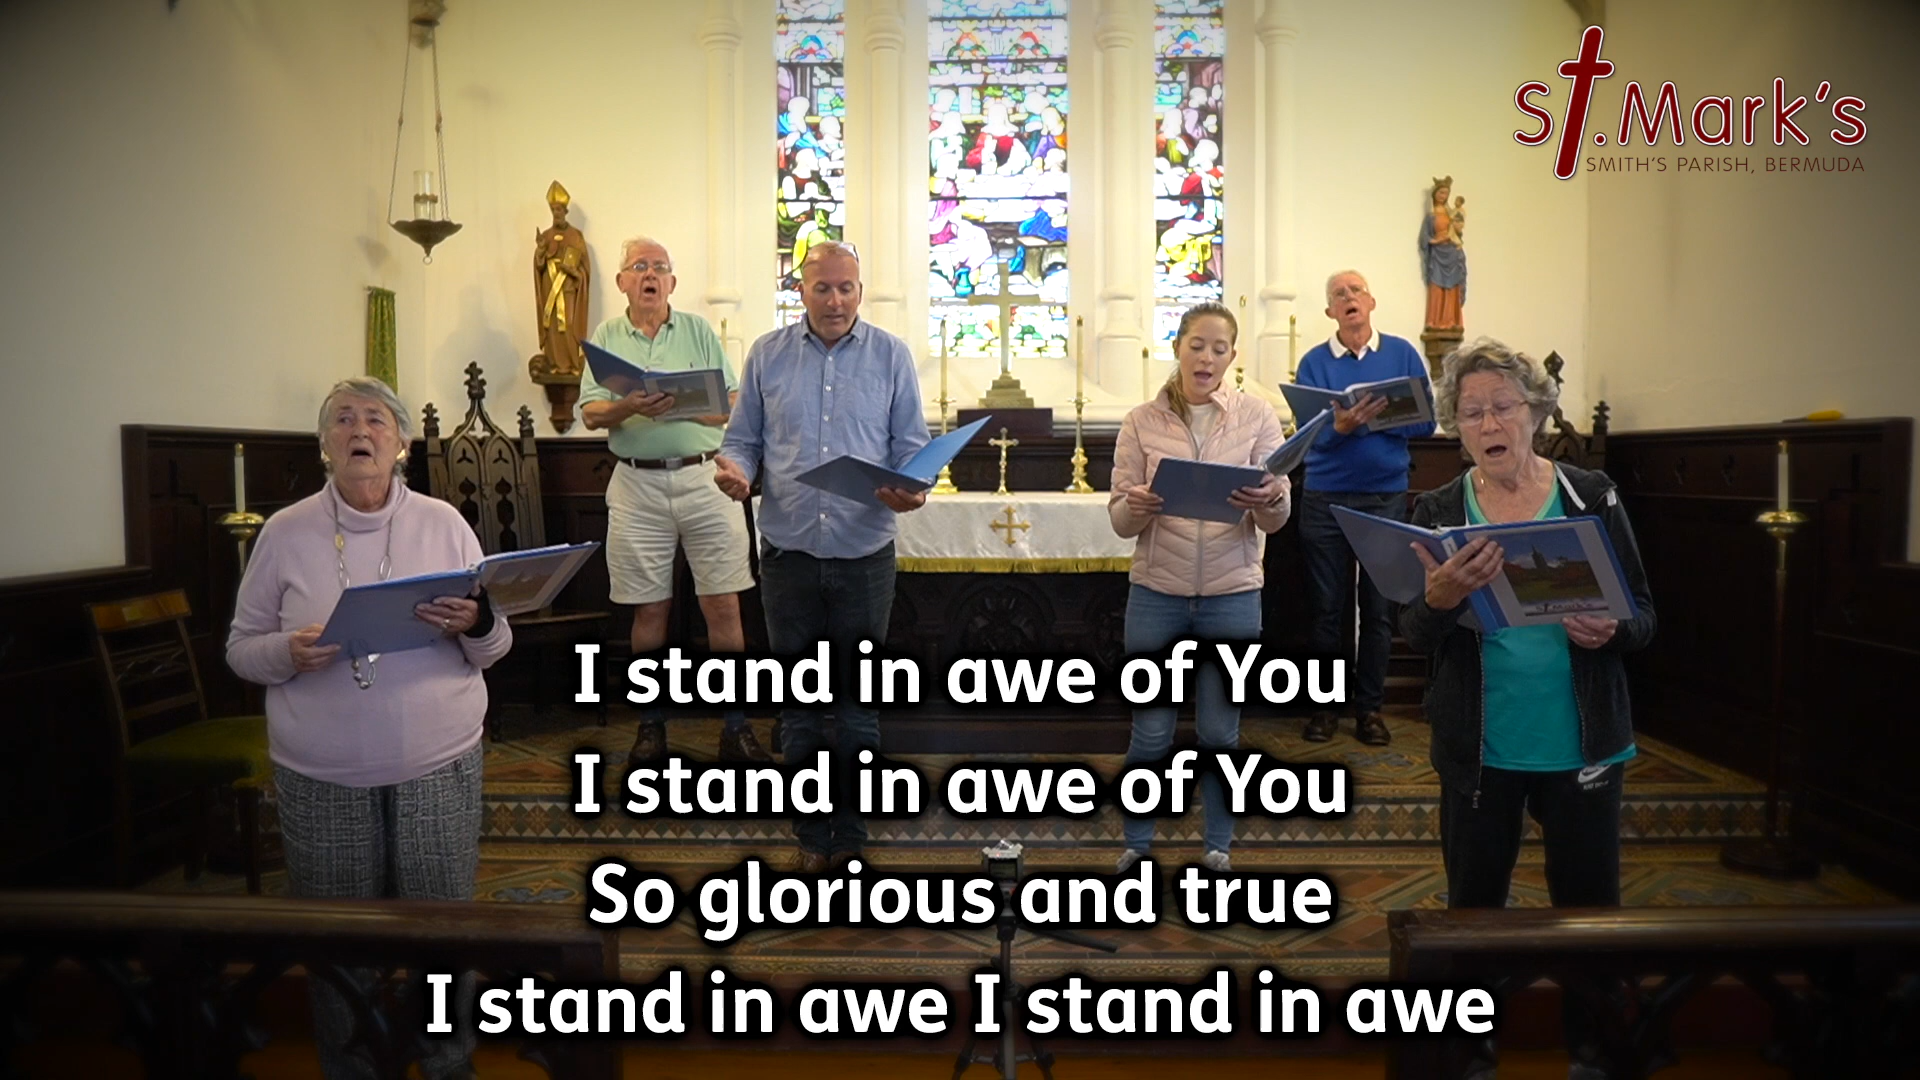 St. Mark's
SMITH'S PARISH, BERMUDA
I stand in awe of You
I stand in awe of You
So glorious and true
I stand in awe I stand in awe